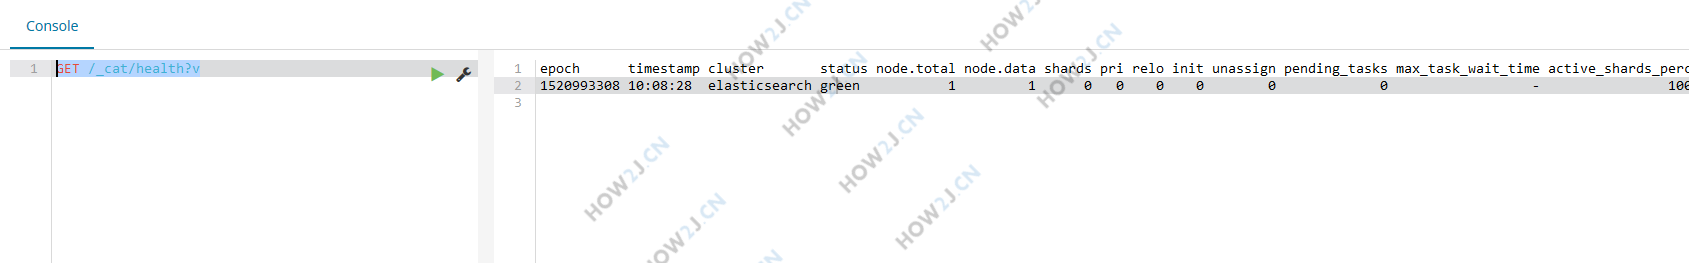 Console
1 GET /_cat/health?v
1 epoch timestamp cluster status node.total node.data shards pri relo init unassign pending_tasks max_task_wait_time active_shards_perc
2 1520993308 10:08:28 elasticsearch green 1 1 0 0 0 0 0 0 - 100
3
HOW2J.CN
HOW2J.CN
HOW2J.CN
HOW2J.CN
HOW2J.CN
HOW2J.CN
HOW2J.CN
HOW2J.CN